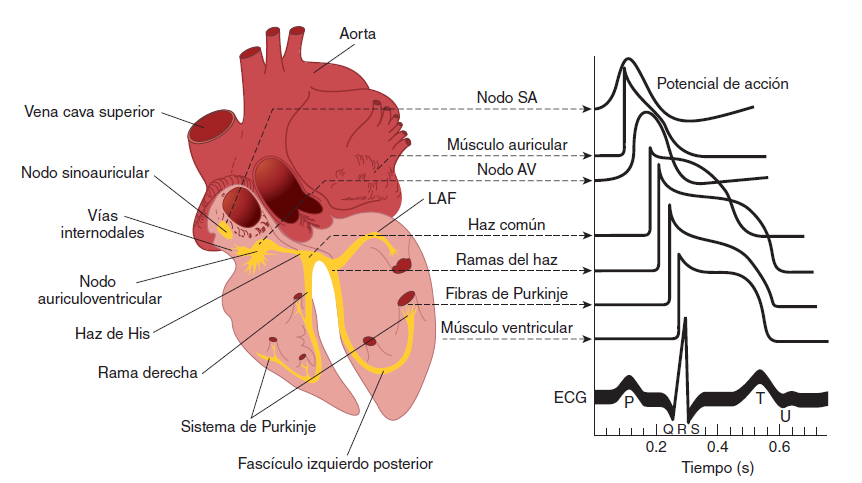 Aorta
Vena cava superior
Nodo sinoauricular
Vías
internodales
Nodo
auriculoventricular
Haz de His
Rama derecha
Sistema de Purkinje
Fascículo izquierdo posterior
LAF
Nodo SA
Músculo auricular
Nodo AV
Haz común
Ramas del haz
Fibras de Purkinje
Músculo ventricular
Potencial de acción
ECG
P
T
U
Q R S
0.2 0.4 0.6
Tiempo (s)